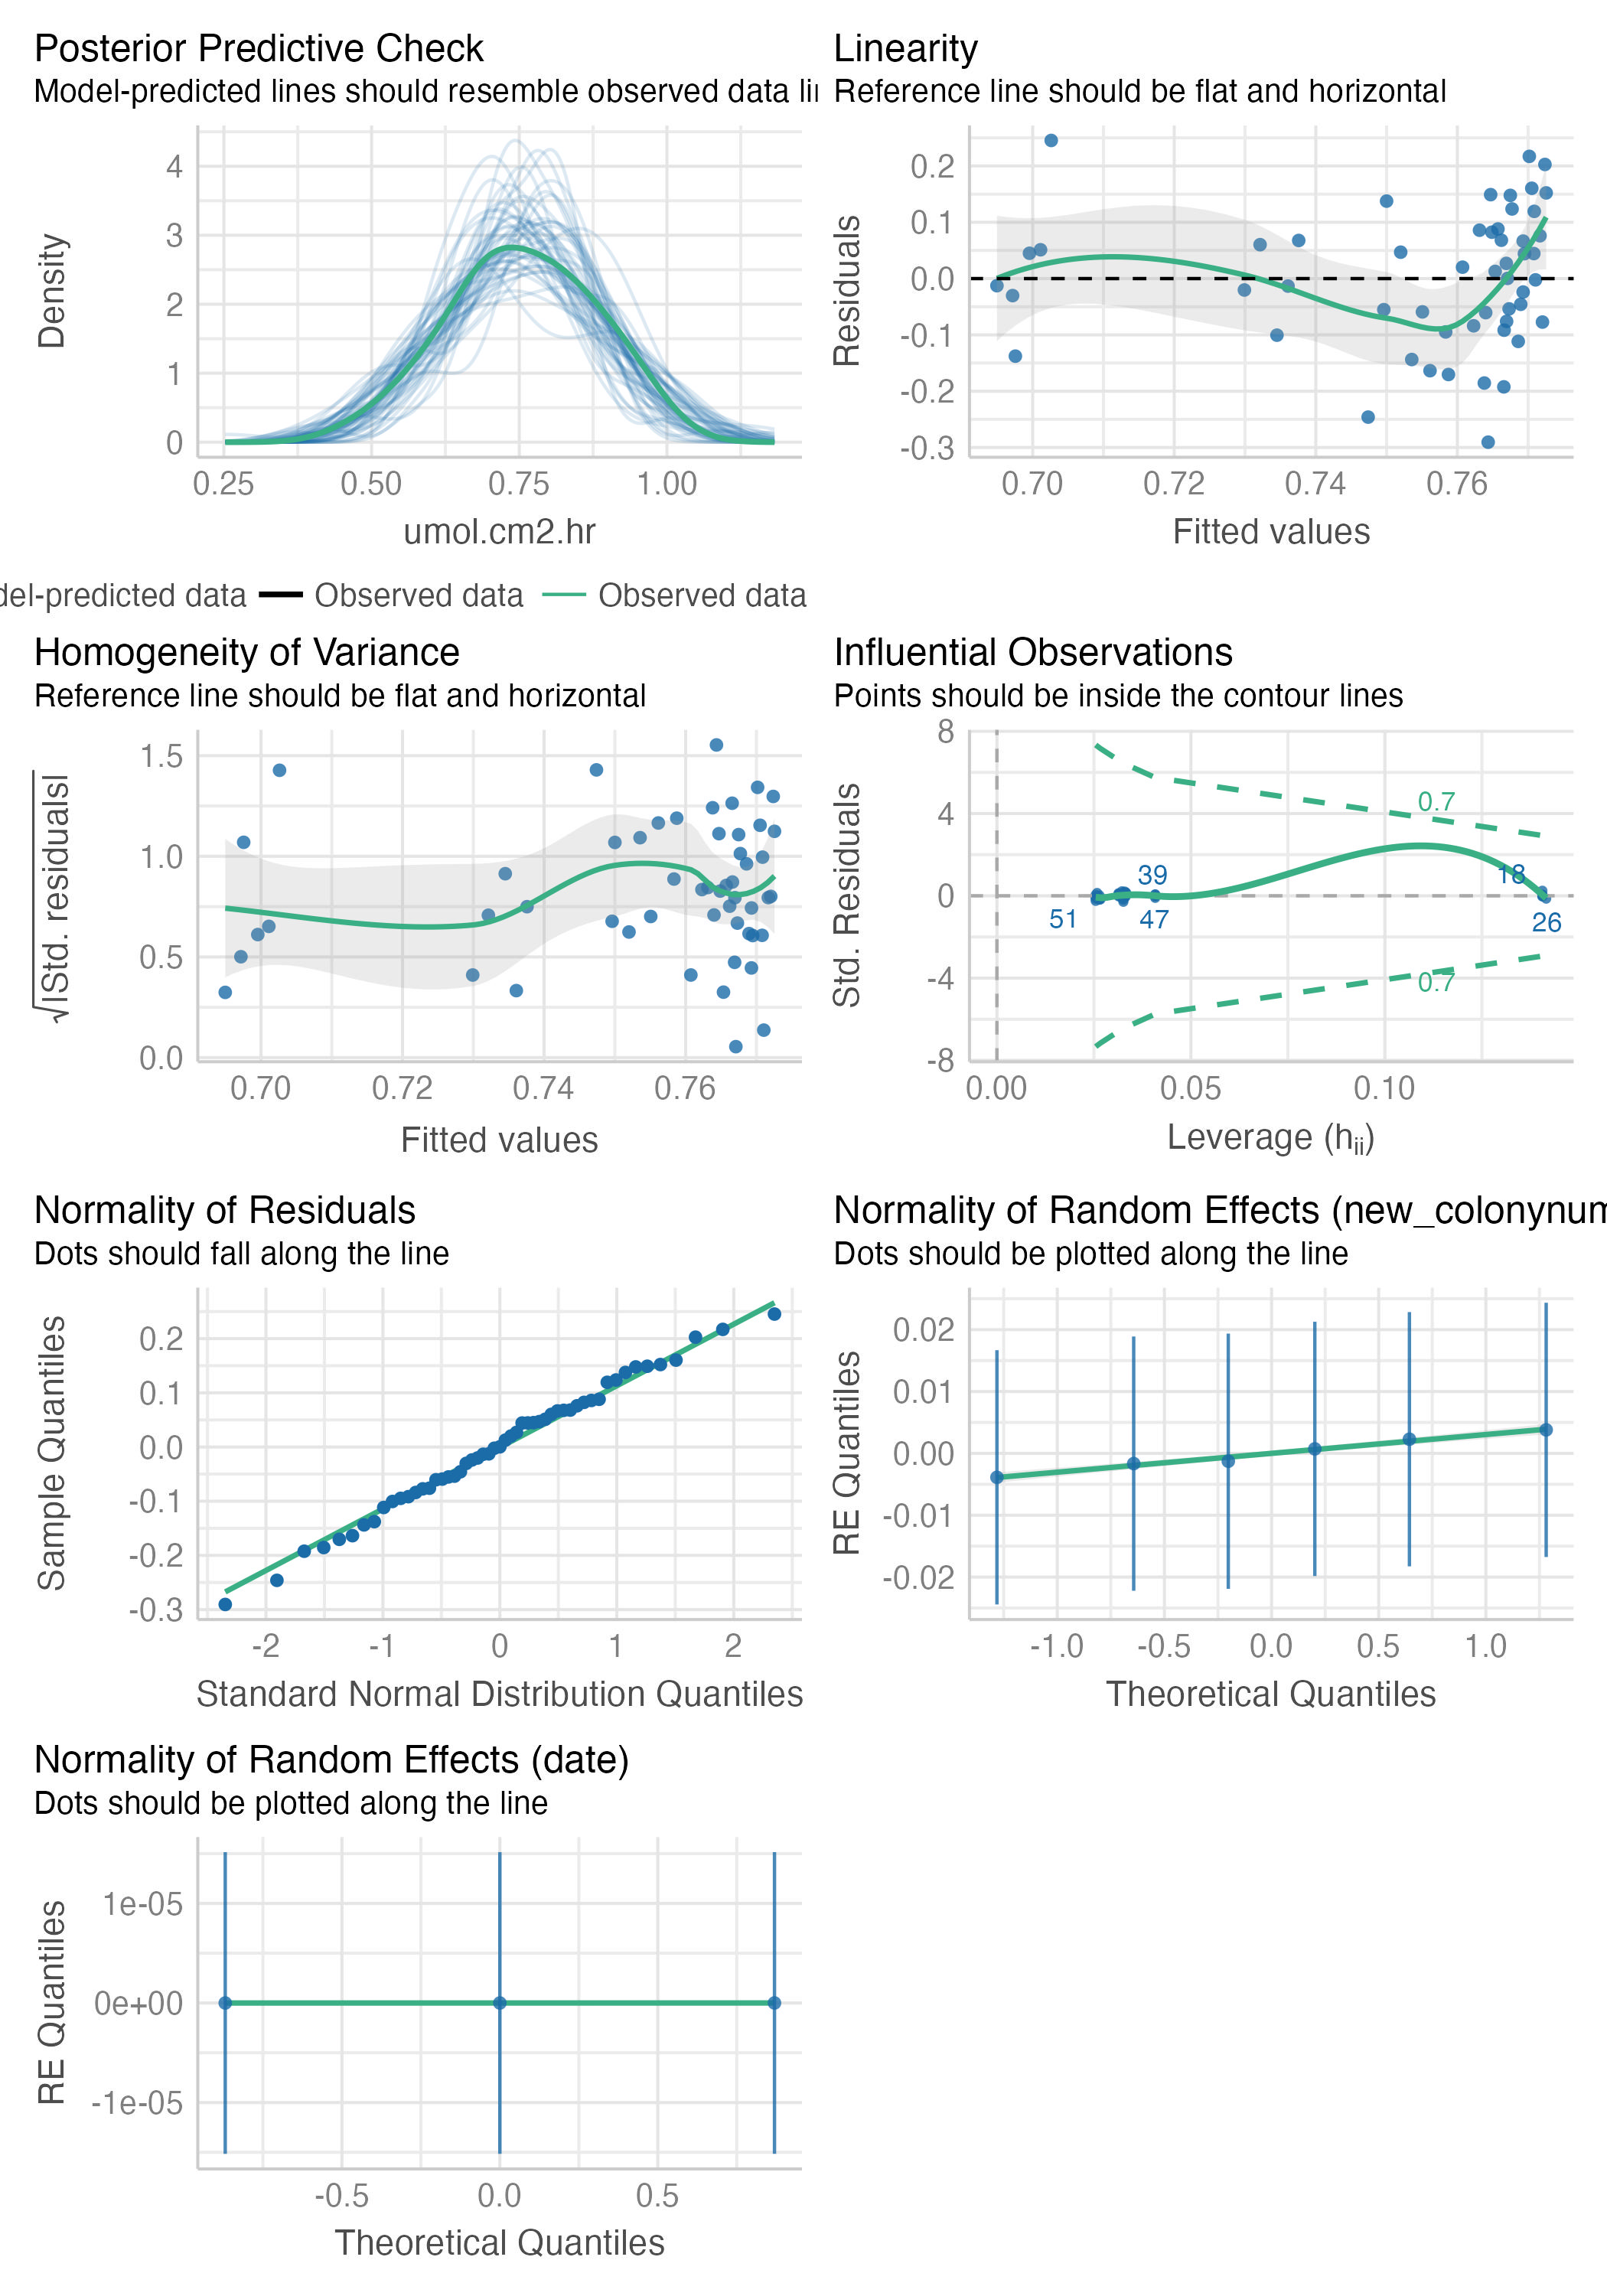 Posterior Predictive Check
Model-predicted lines should resemble observed data li
Density
4
3
2
1
0
0.25 0.50 0.75 1.00
umol.cm2.hr
del-predicted data Observed data Observed data
Linearity
Reference line should be flat and horizontal
Residuals
0.2
0.1
0.0
-0.1
-0.2
-0.3
0.70 0.72 0.74 0.76
Fitted values
Homogeneity of Variance
Reference line should be flat and horizontal
√|Std. residuals|
1.5
1.0
0.5
0.0
0.70 0.72 0.74 0.76
Fitted values
Influential Observations
Points should be inside the contour lines
Std. Residuals
8
4
0
-4
-8
0.7
39
18
51
47
26
0.7
0.00 0.05 0.10
Leverage (hii)
Normality of Residuals
Dots should fall along the line
Sample Quantiles
0.2
0.1
0.0
-0.1
-0.2
-0.3
-2 -1 0 1 2
Standard Normal Distribution Quantiles
Normality of Random Effects (new_colonynum
Dots should be plotted along the line
RE Quantiles
0.02
0.01
0.00
-0.01
-0.02
-1.0 -0.5 0.0 0.5 1.0
Theoretical Quantiles
Normality of Random Effects (date)
Dots should be plotted along the line
RE Quantiles
1e-05
0e+00
-1e-05
-0.5 0.0 0.5
Theoretical Quantiles